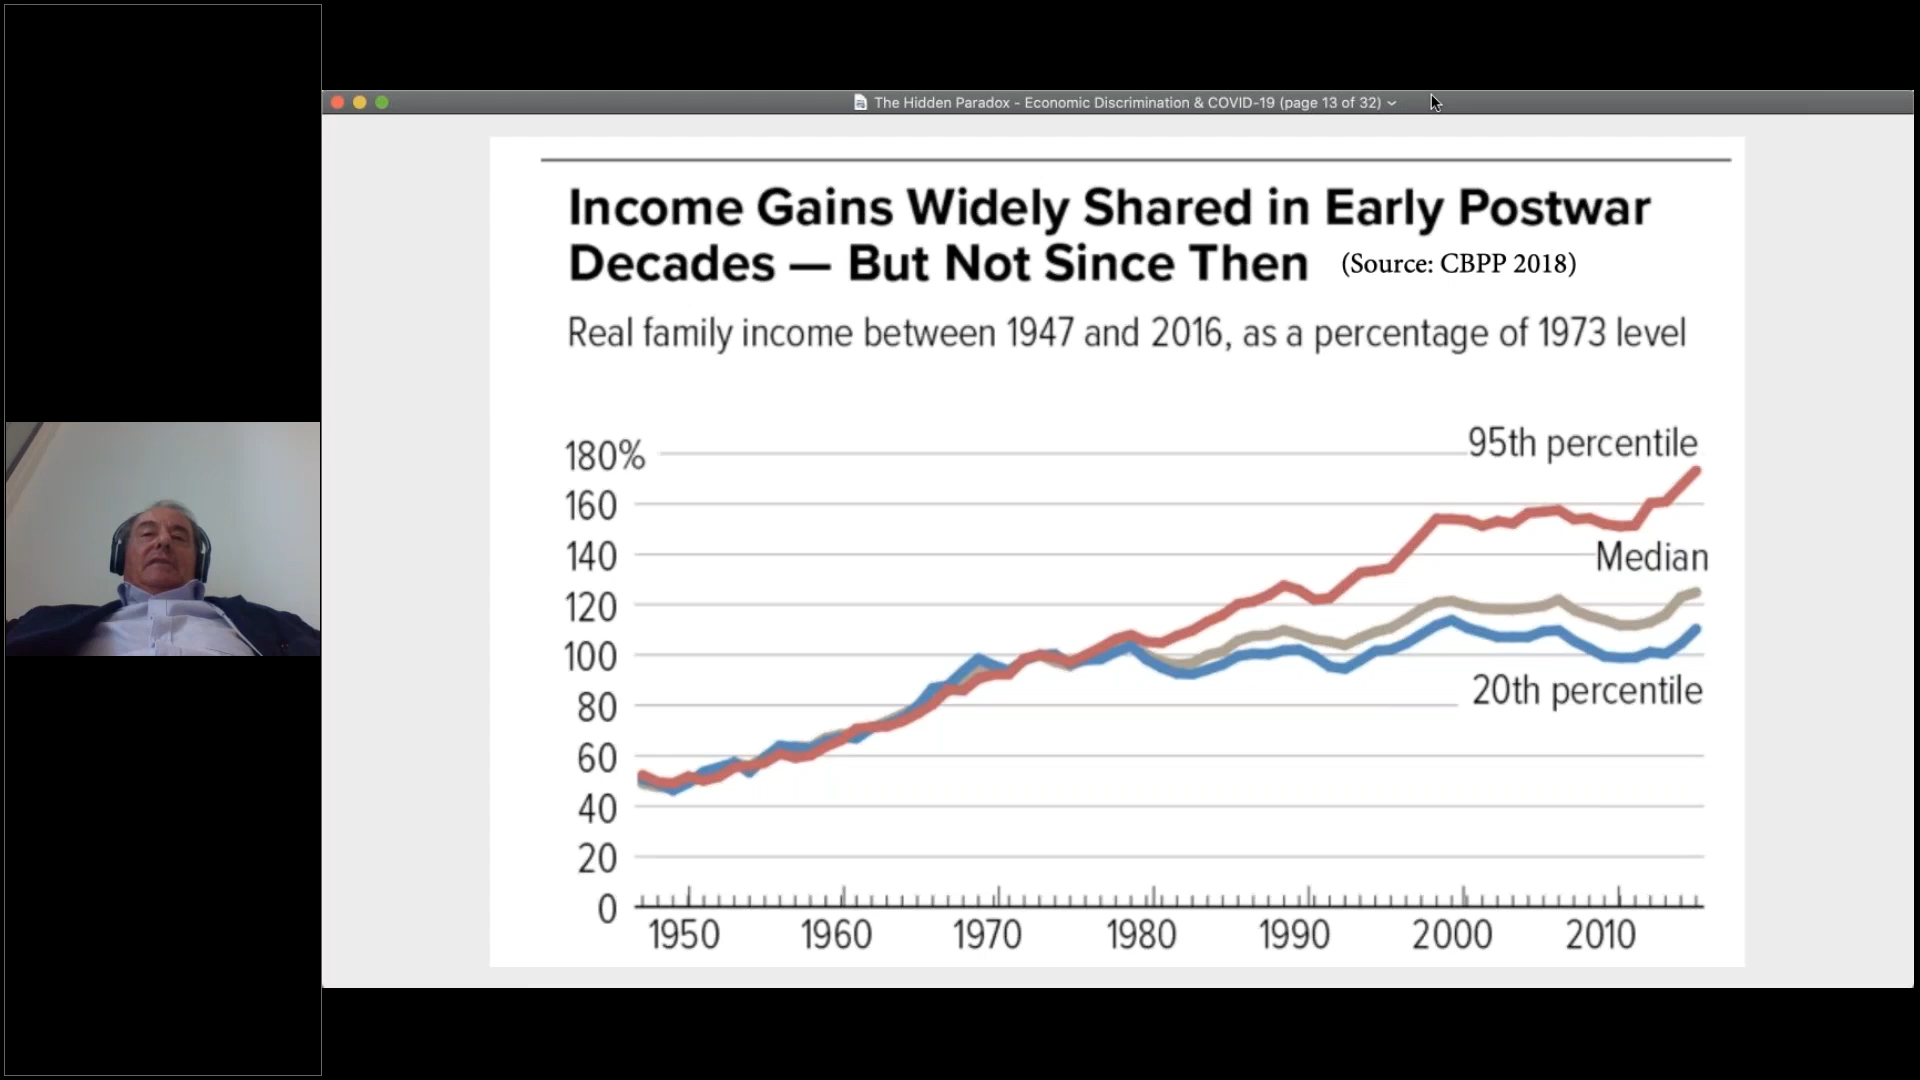 The Hidden Paradox - Economic Discrimination & COVID-19 (page 13 of 32)
Income Gains Widely Shared in Early Postwar
Decades — But Not Since Then (Source: CBPP 2018)
Real family income between 1947 and 2016, as a percentage of 1973 level
180%
95th percentile
160
140
Median
120
100
20th percentile
80
60
40
20
0
1950 1960 1970 1980 1990 2000 2010